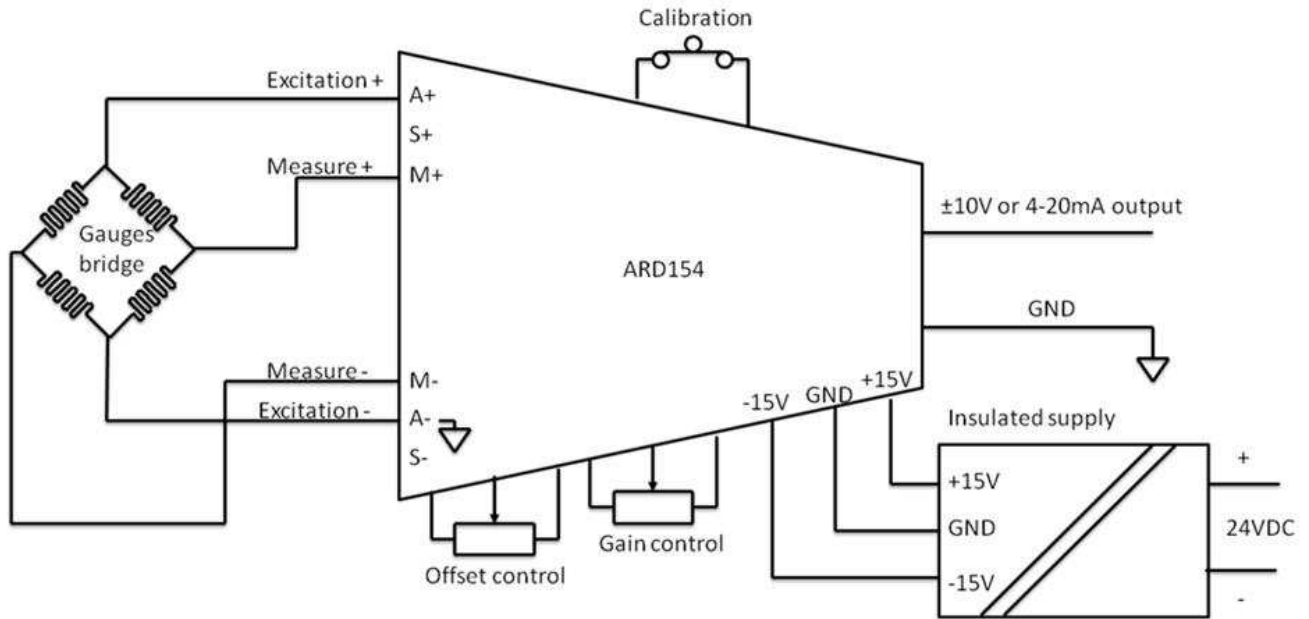 Calibration
Excitation +
A+
S+
Measure +
M+
Gauges
bridge
ARD154
±10V or 4-20mA output
GND
Measure -
M-
Excitation -
A-
S-
-15V
GND
+15V
Insulated supply
+15V
GND
-15V
+
24VDC
-
Gain control
Offset control